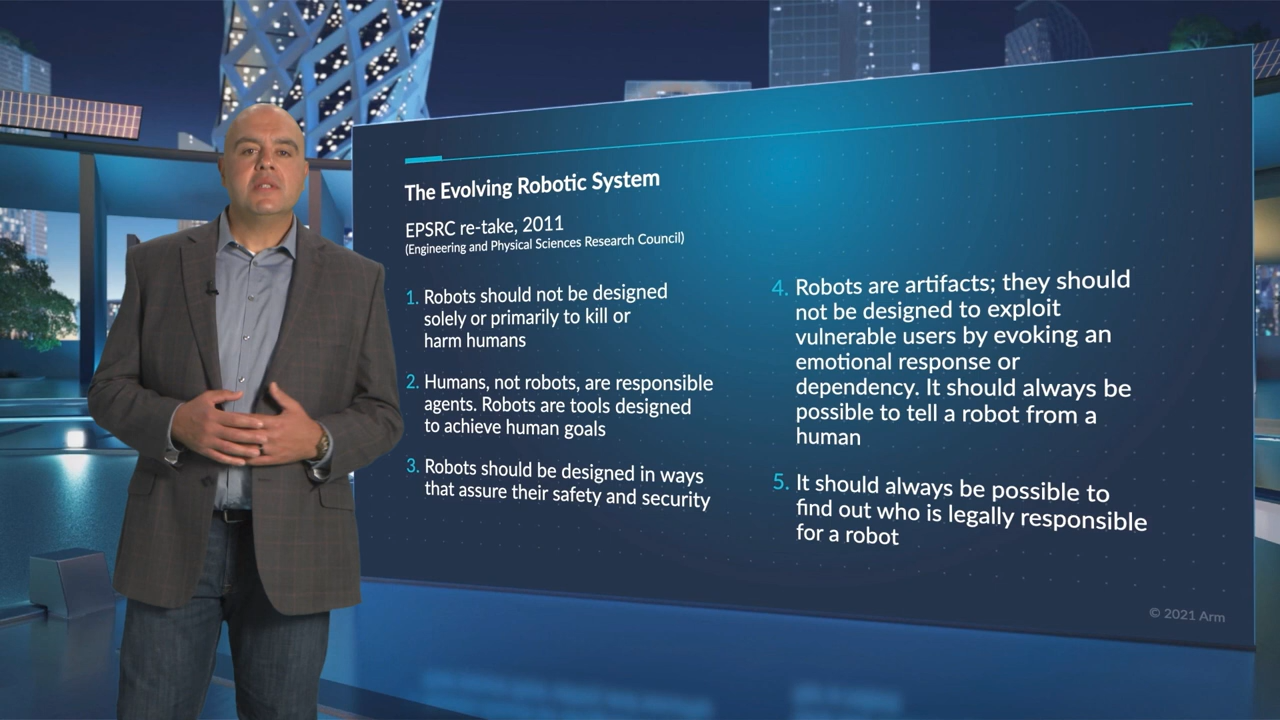 The Evolving Robotic System
EPSRC re-take, 2011
(Engineering and Physical Sciences Research Council)
1. Robots should not be designed
solely or primarily to kill or
harm humans
2. Humans, not robots, are responsible
agents. Robots are tools designed
to achieve human goals
3. Robots should be designed in ways
that assure their safety and security
4. Robots are artifacts; they should
not be designed to exploit
vulnerable users by evoking an
emotional response or
dependency. It should always be
possible to tell a robot from a
human
5. It should always be possible to
find out who is legally responsible
for a robot
© 2021 Arm